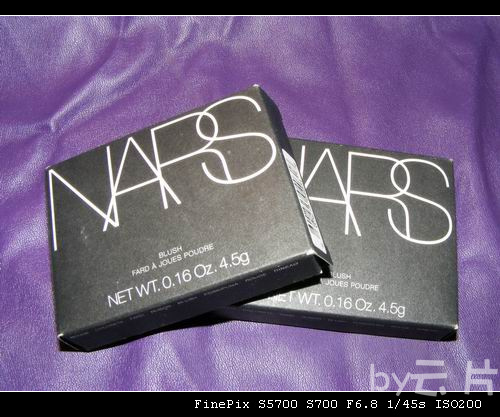 NARS
BLUSH
FARD À JOUES POUDRE
NET WT. 0.16 Oz. 4.5g
NARS
BLUSH
À JOUES POUDRE
NET WT. 0.16 Oz. 4.5g
by云.片
FinePix S5700 S700 F6.8 1/45s ISO200